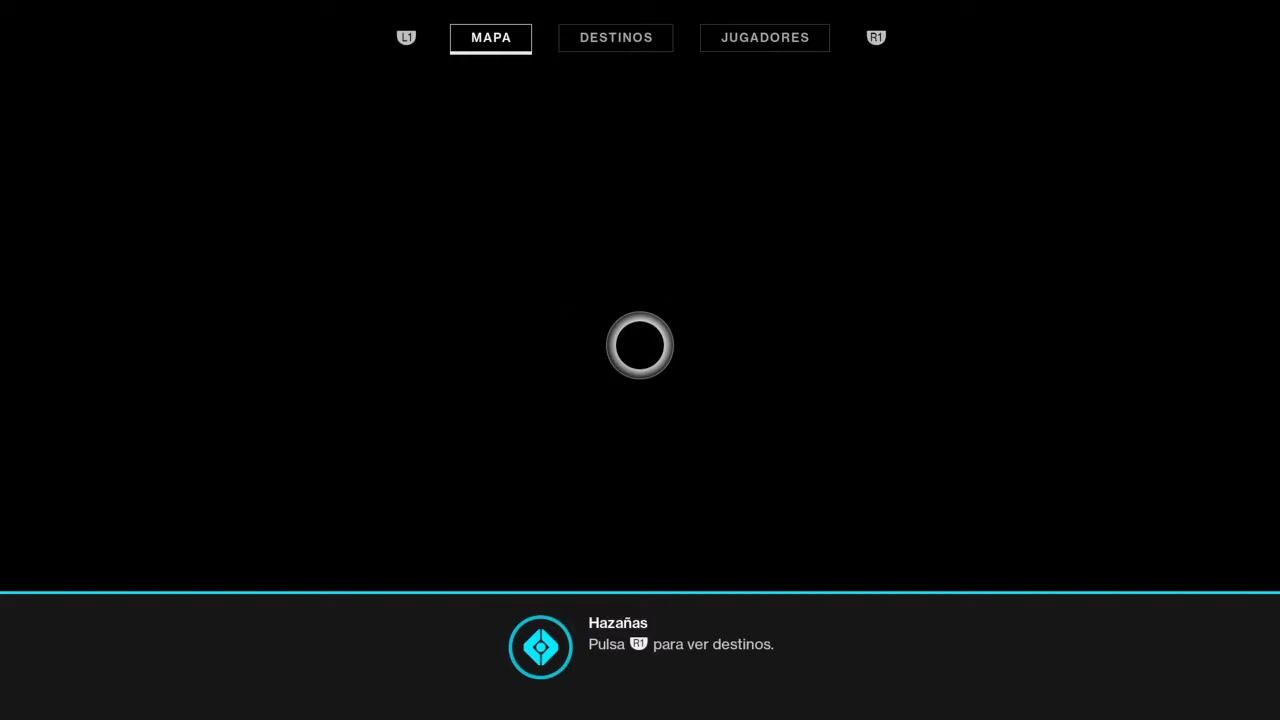 L1 MAPA DESTINOS JUGADORES R1
Hazañas
Pulsa R1 para ver destinos.